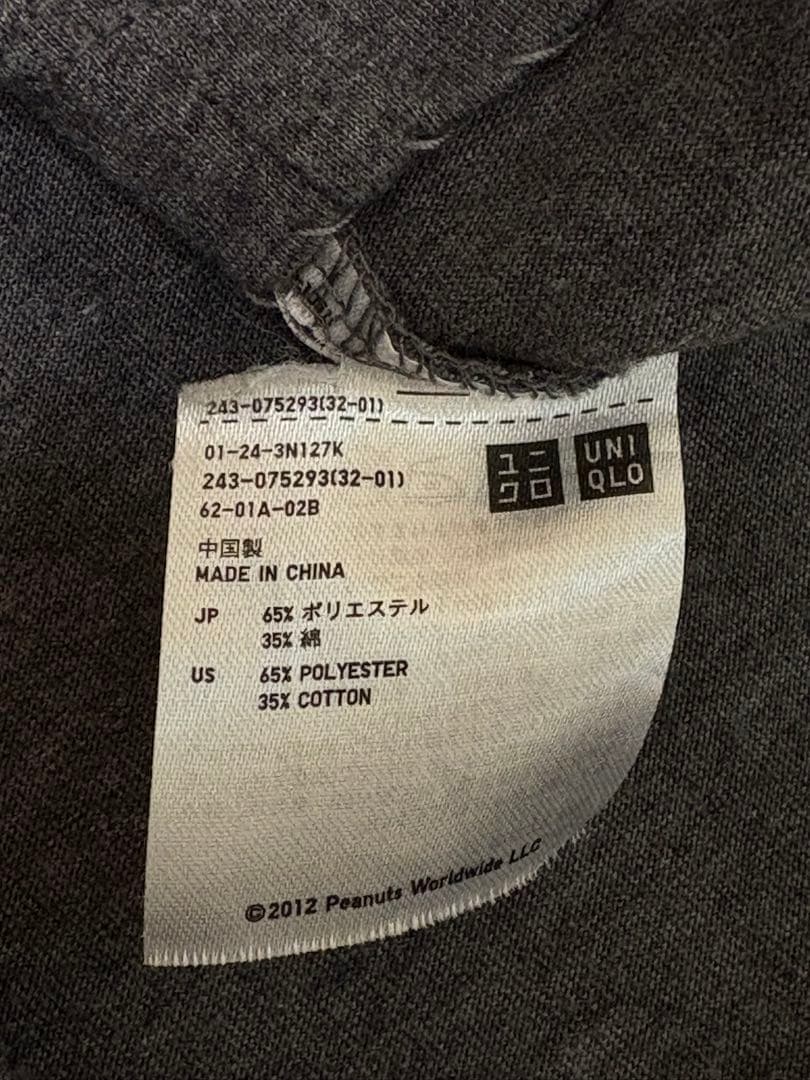 243-075293(32-01)
01-24-3N127K
243-075293(32-01)
62-01A-02B
ユニ
クロ
UNI
QLO
中国製
MADE IN CHINA
JP 65% ポリエステル
35% 綿
US 65% POLYESTER
35% COTTON
©2012 Peanuts Worldwide LLC